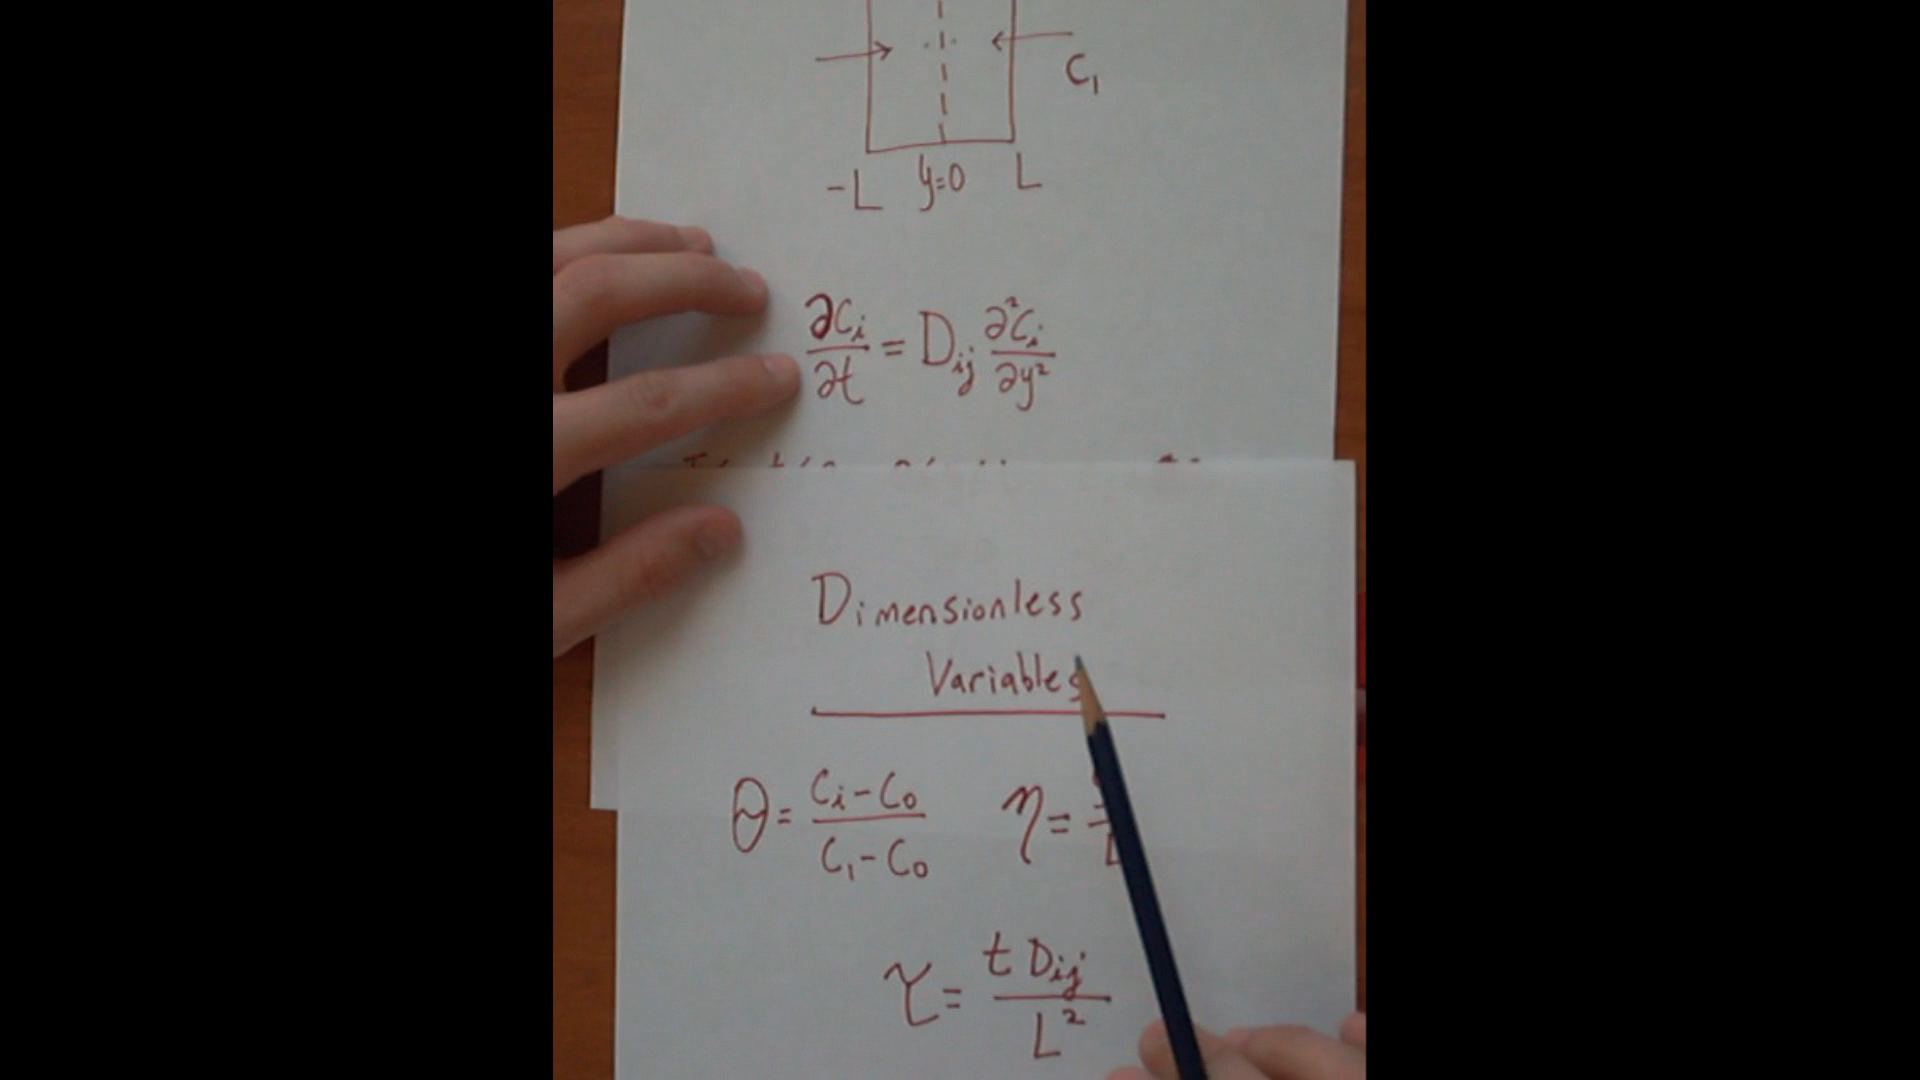 C₁
-L y=0 L
∂Cᵢ/∂t = Dᵢⱼ ∂²Cᵢ/∂y²
Dimensionless
Variables
θ = (Cᵢ - C₀)/(C₁ - C₀) η =
τ = t Dᵢⱼ/L²